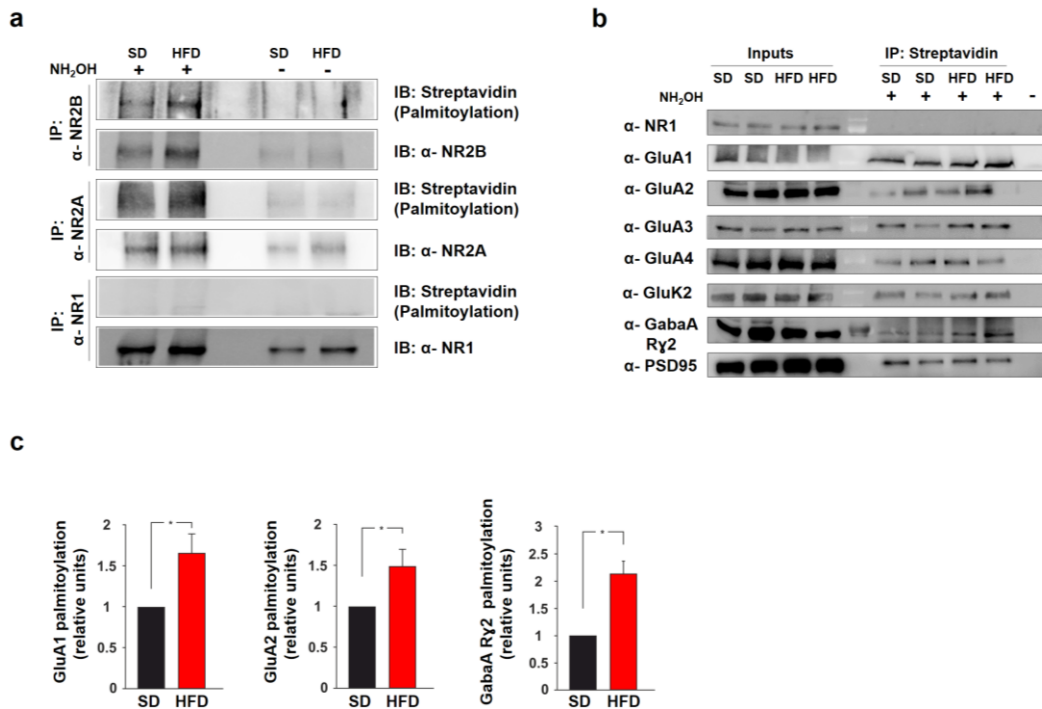 a
SD HFD SD HFD
NH₂OH + + - -
IP:
α- NR2B
IB: Streptavidin
(Palmitoylation)
IB: α- NR2B
IP:
α- NR2A
IB: Streptavidin
(Palmitoylation)
IB: α- NR2A
IP:
α- NR1
IB: Streptavidin
(Palmitoylation)
IB: α- NR1
b
Inputs IP: Streptavidin
SD SD HFD HFD SD SD HFD HFD
NH₂OH + + + + -
α- NR1
α- GluA1
α- GluA2
α- GluA3
α- GluA4
α- GluK2
α- GabaA
Rɣ2
α- PSD95
c
GluA1 palmitoylation
(relative units)
2
1.5
1
0.5
0
*
SD HFD
GluA2 palmitoylation
(relative units)
2
1.5
1
0.5
0
*
SD HFD
GabaA Rɣ2 palmitoylation
(relative units)
3
2.5
2
1.5
1
0.5
0
*
SD HFD